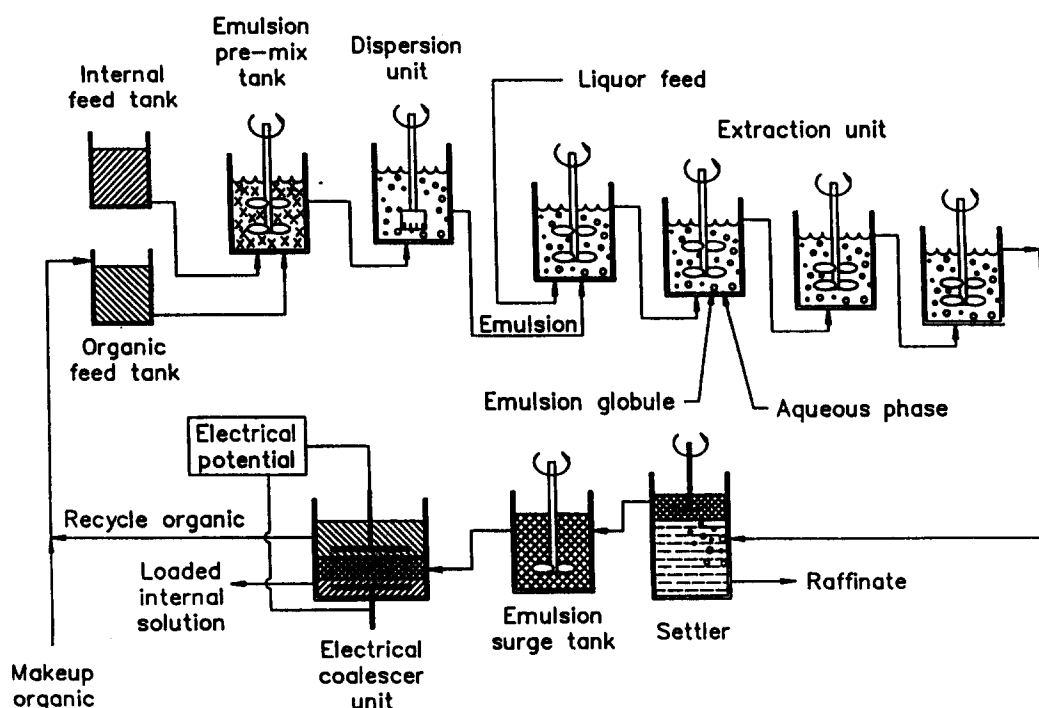 Emulsion
pre-mix
tank
Dispersion
unit
Internal
feed tank
Liquor feed
Extraction unit
Organic
feed tank
Emulsion
Emulsion globule
Aqueous phase
Electrical
potential
Recycle organic
Loaded
internal
solution
Raffinate
Emulsion
surge tank
Settler
Electrical
coalescer
unit
Makeup
organic